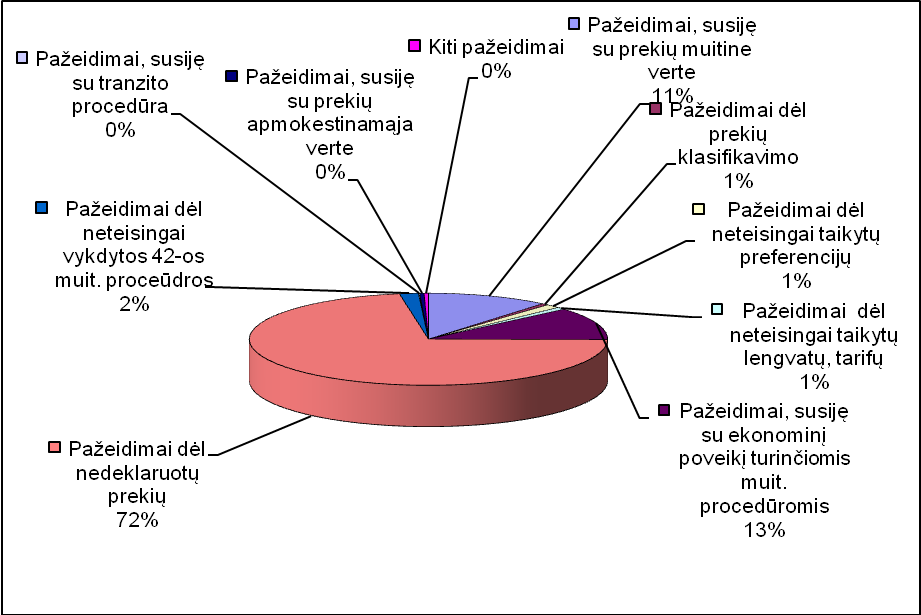 Pažeidimai, susiję
su tranzito
procedūra
0%
Pažeidimai, susiję
su prekių
apmokestinamąja
verte
0%
Kiti pažeidimai
0%
Pažeidimai, susiję
su prekių muitine
verte
11%
Pažeidimai dėl
prekių
klasifikavimo
1%
Pažeidimai dėl
neteisingai taikytų
preferencijų
1%
Pažeidimai dėl
neteisingai taikytų
lengvatų, tarifų
1%
Pažeidimai, susiję
su ekonominį
poveikį turinčiomis
muit.
procedūromis
13%
Pažeidimai dėl
nedeklaruotų
prekių
72%
Pažeidimai dėl
neteisingai
vykdytos 42-os
muit. proceūdros
2%